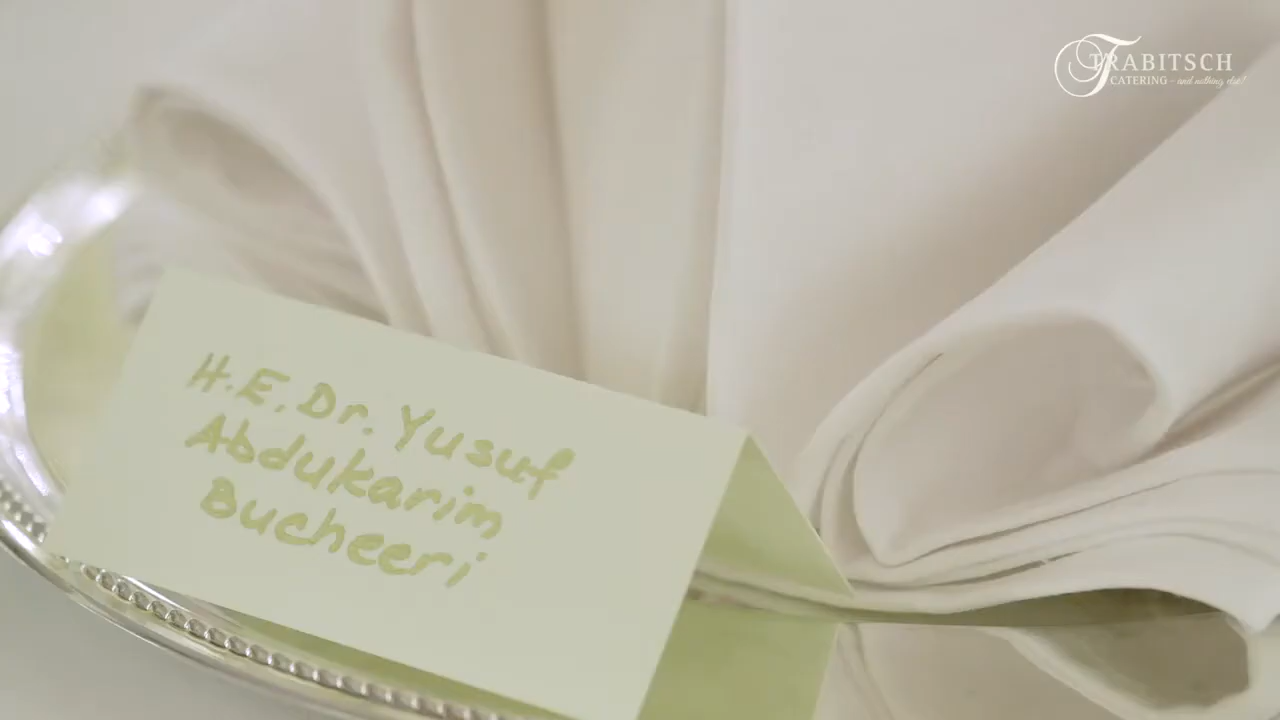 TRABITSCH
CATERING - and nothing else!
H.E. Dr. Yusuf
Abdukarim
Bucheeri